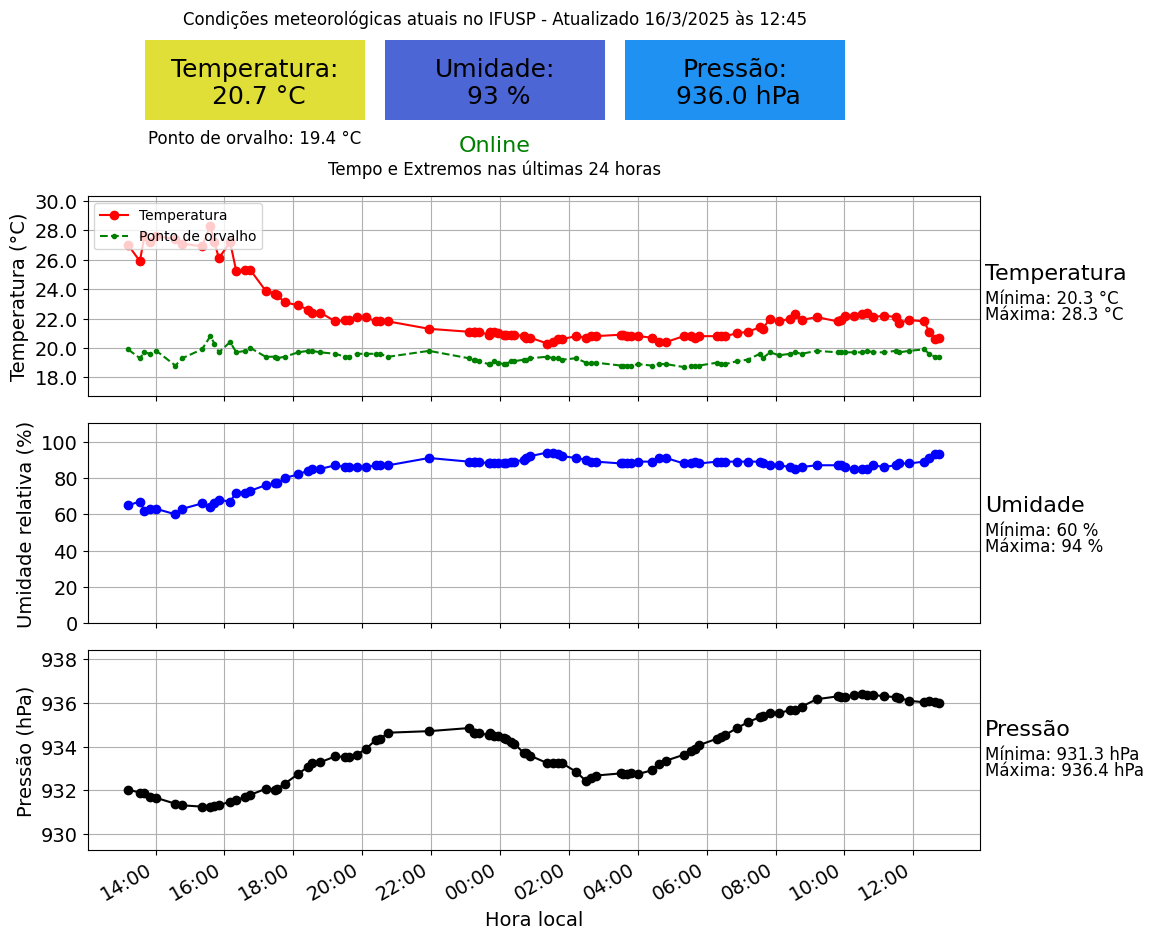 Condições meteorológicas atuais no IFUSP - Atualizado 16/3/2025 às 12:45
Temperatura:
20.7 °C
Umidade:
93 %
Pressão:
936.0 hPa
Ponto de orvalho: 19.4 °C
Online
Tempo e Extremos nas últimas 24 horas
Temperatura (°C)
30.0
28.0
26.0
24.0
22.0
20.0
18.0
Temperatura
Ponto de orvalho
Temperatura
Mínima: 20.3 °C
Máxima: 28.3 °C
Umidade relativa (%)
100
80
60
40
20
0
Umidade
Mínima: 60 %
Máxima: 94 %
Pressão (hPa)
938
936
934
932
930
Pressão
Mínima: 931.3 hPa
Máxima: 936.4 hPa
14:00 16:00 18:00 20:00 22:00 00:00 02:00 04:00 06:00 08:00 10:00 12:00
Hora local